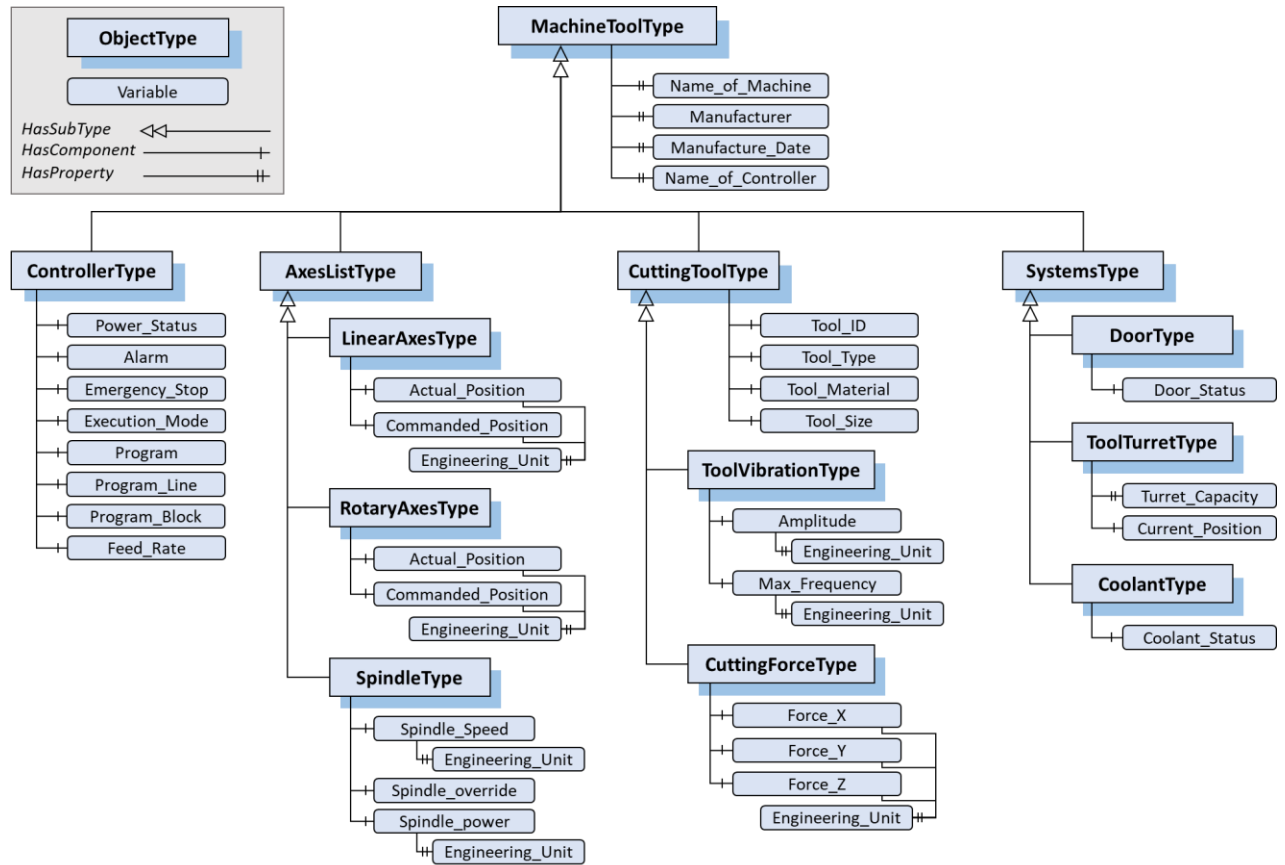 ObjectType
Variable
HasSubType
HasComponent
HasProperty
MachineToolType
Name_of_Machine
Manufacturer
Manufacture_Date
Name_of_Controller
ControllerType
Power_Status
Alarm
Emergency_Stop
Execution_Mode
Program
Program_Line
Program_Block
Feed_Rate
AxesListType
LinearAxesType
Actual_Position
Commanded_Position
Engineering_Unit
RotaryAxesType
Actual_Position
Commanded_Position
Engineering_Unit
SpindleType
Spindle_Speed
Engineering_Unit
Spindle_override
Spindle_power
Engineering_Unit
CuttingToolType
Tool_ID
Tool_Type
Tool_Material
Tool_Size
ToolVibrationType
Amplitude
Engineering_Unit
Max_Frequency
Engineering_Unit
CuttingForceType
Force_X
Force_Y
Force_Z
Engineering_Unit
SystemsType
DoorType
Door_Status
ToolTurretType
Turret_Capacity
Current_Position
CoolantType
Coolant_Status